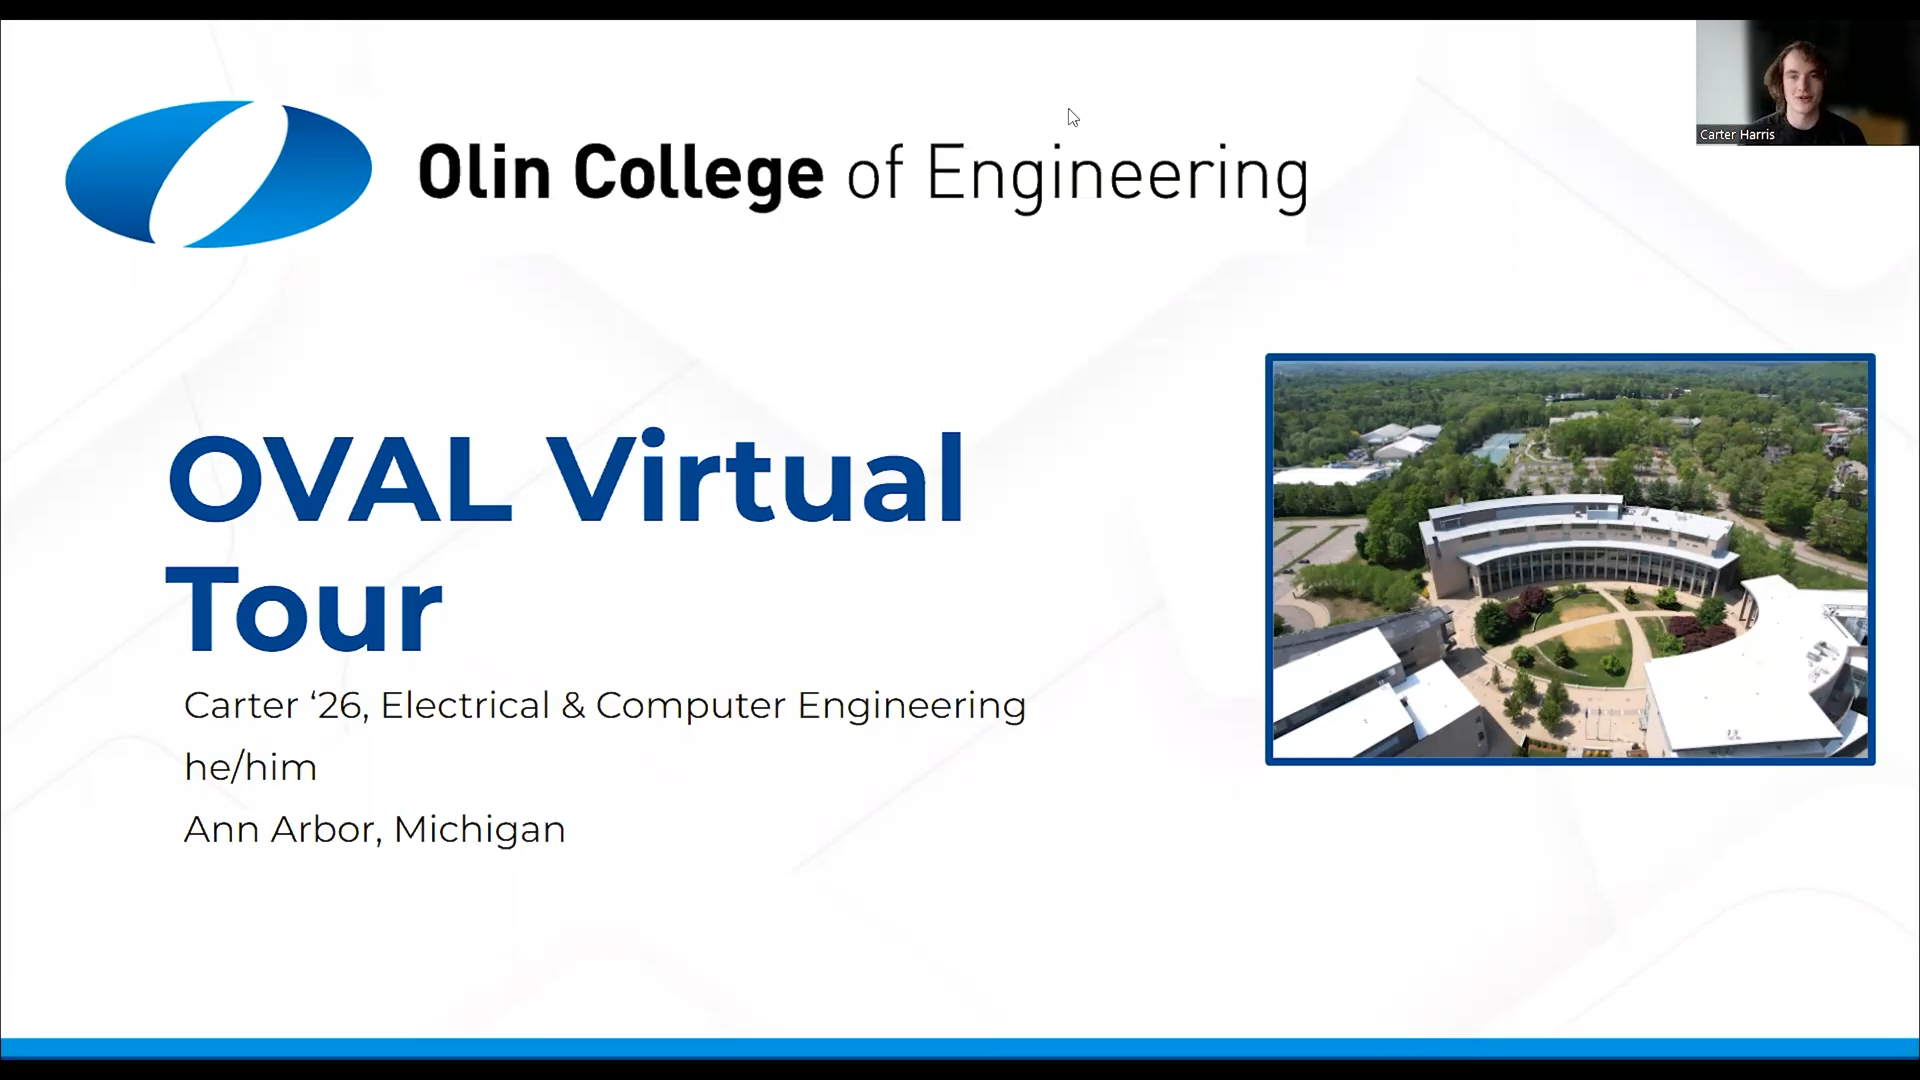 Carter Harris
Olin College of Engineering
OVAL Virtual
Tour
Carter ‘26, Electrical & Computer Engineering
he/him
Ann Arbor, Michigan